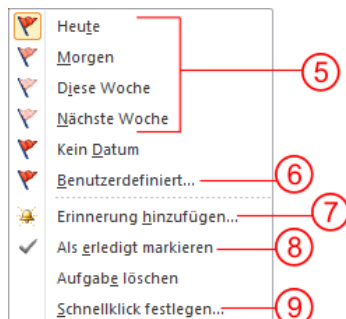 Heute
Morgen
Diese Woche
5
Nächste Woche
Kein Datum
Benutzerdefiniert...
6
Erinnerung hinzufügen...
7
Als erledigt markieren
8
Aufgabe löschen
Schnellklick festlegen...
9